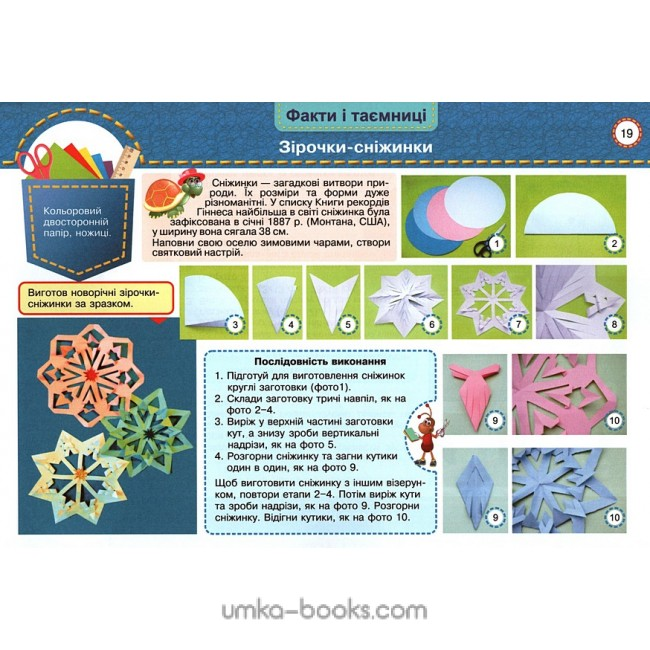 Факти і таємниці
19
Зірочки-сніжинки
Кольоровий
двосторонній
папір, ножиці.
Сніжинки — загадкові витвори при-
роди. Їх розміри та форми дуже
різноманітні. У списку Книги рекордів
Гіннеса найбільша в світі сніжинка була
зафіксована в січні 1887 р. (Монтана, США),
у ширину вона сягала 38 см.
Наповни свою оселю зимовими чарами, створи
святковий настрій.
1
2
Виготов новорічні зірочки-
сніжинки за зразком.
3
4
5
6
7
8
Послідовність виконання
1. Підготуй для виготовлення сніжинок
круглі заготовки (фото1).
2. Склади заготовку тричі навпіл, як на
фото 2–4.
3. Виріж у верхній частині заготовки
кут, а знизу зроби вертикальні
надрізи, як на фото 5.
4. Розгорни сніжинку та загни кутики
один в один, як на фото 9.
Щоб виготовити сніжинку з іншим візерун-
ком, повтори етапи 2–4. Потім виріж кути
та зроби надрізи, як на фото 9. Розгорни
сніжинку. Відігни кутики, як на фото 10.
9
10
9
10
umka-books.com